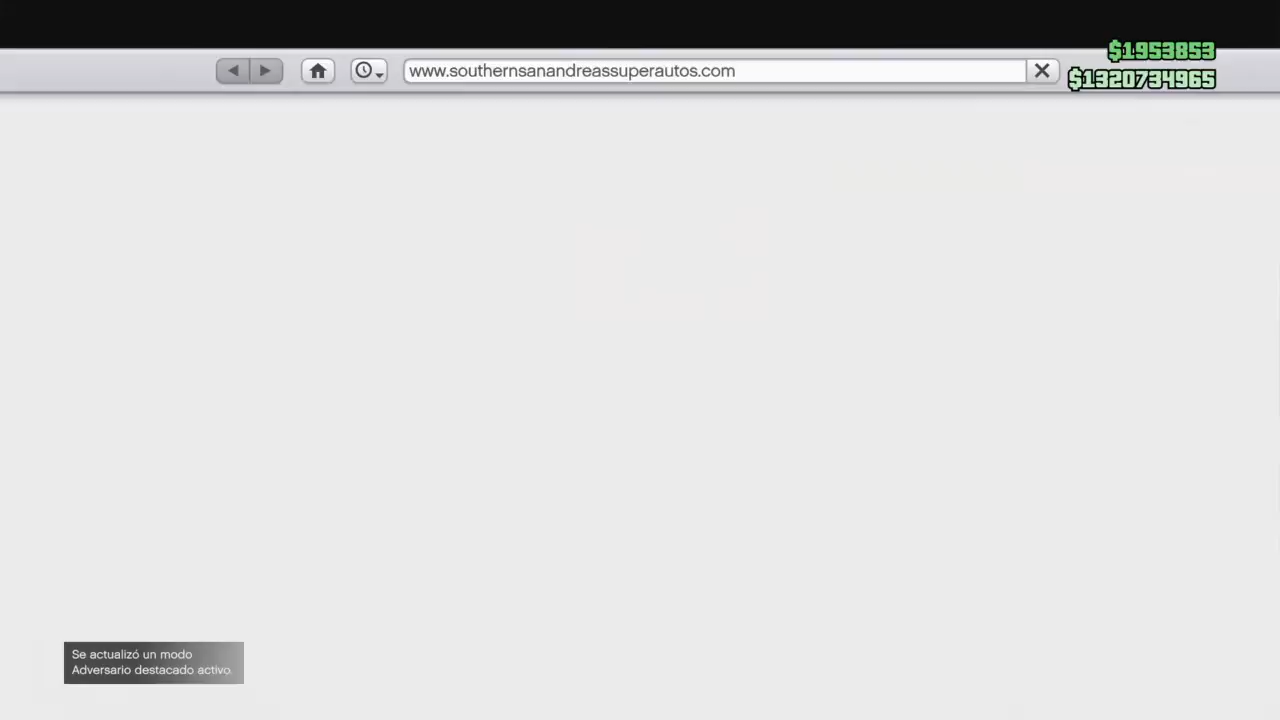 $1953853
www.southernsanandreassuperautos.com
$1320734965
Se actualizó un modo
Adversario destacado activo.